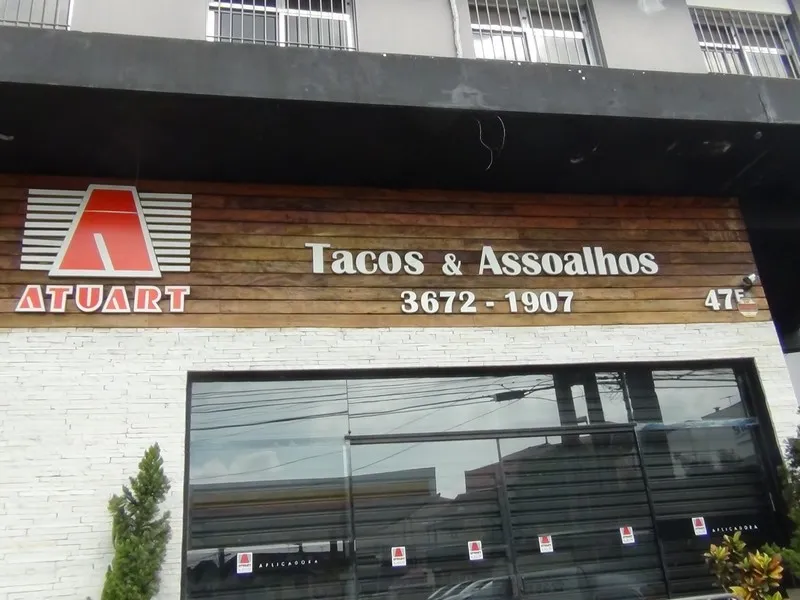 ATUART
Tacos & Assoalhos
3672 - 1907
APLICADORA
APLICADORA